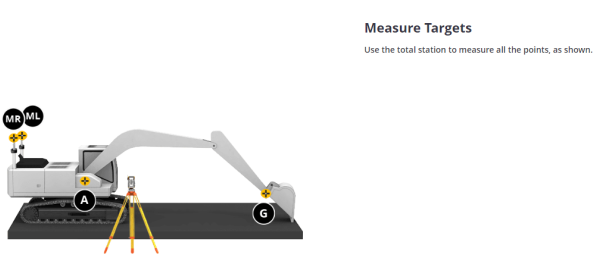 Measure Targets
Use the total station to measure all the points, as shown.
MR ML
A
G